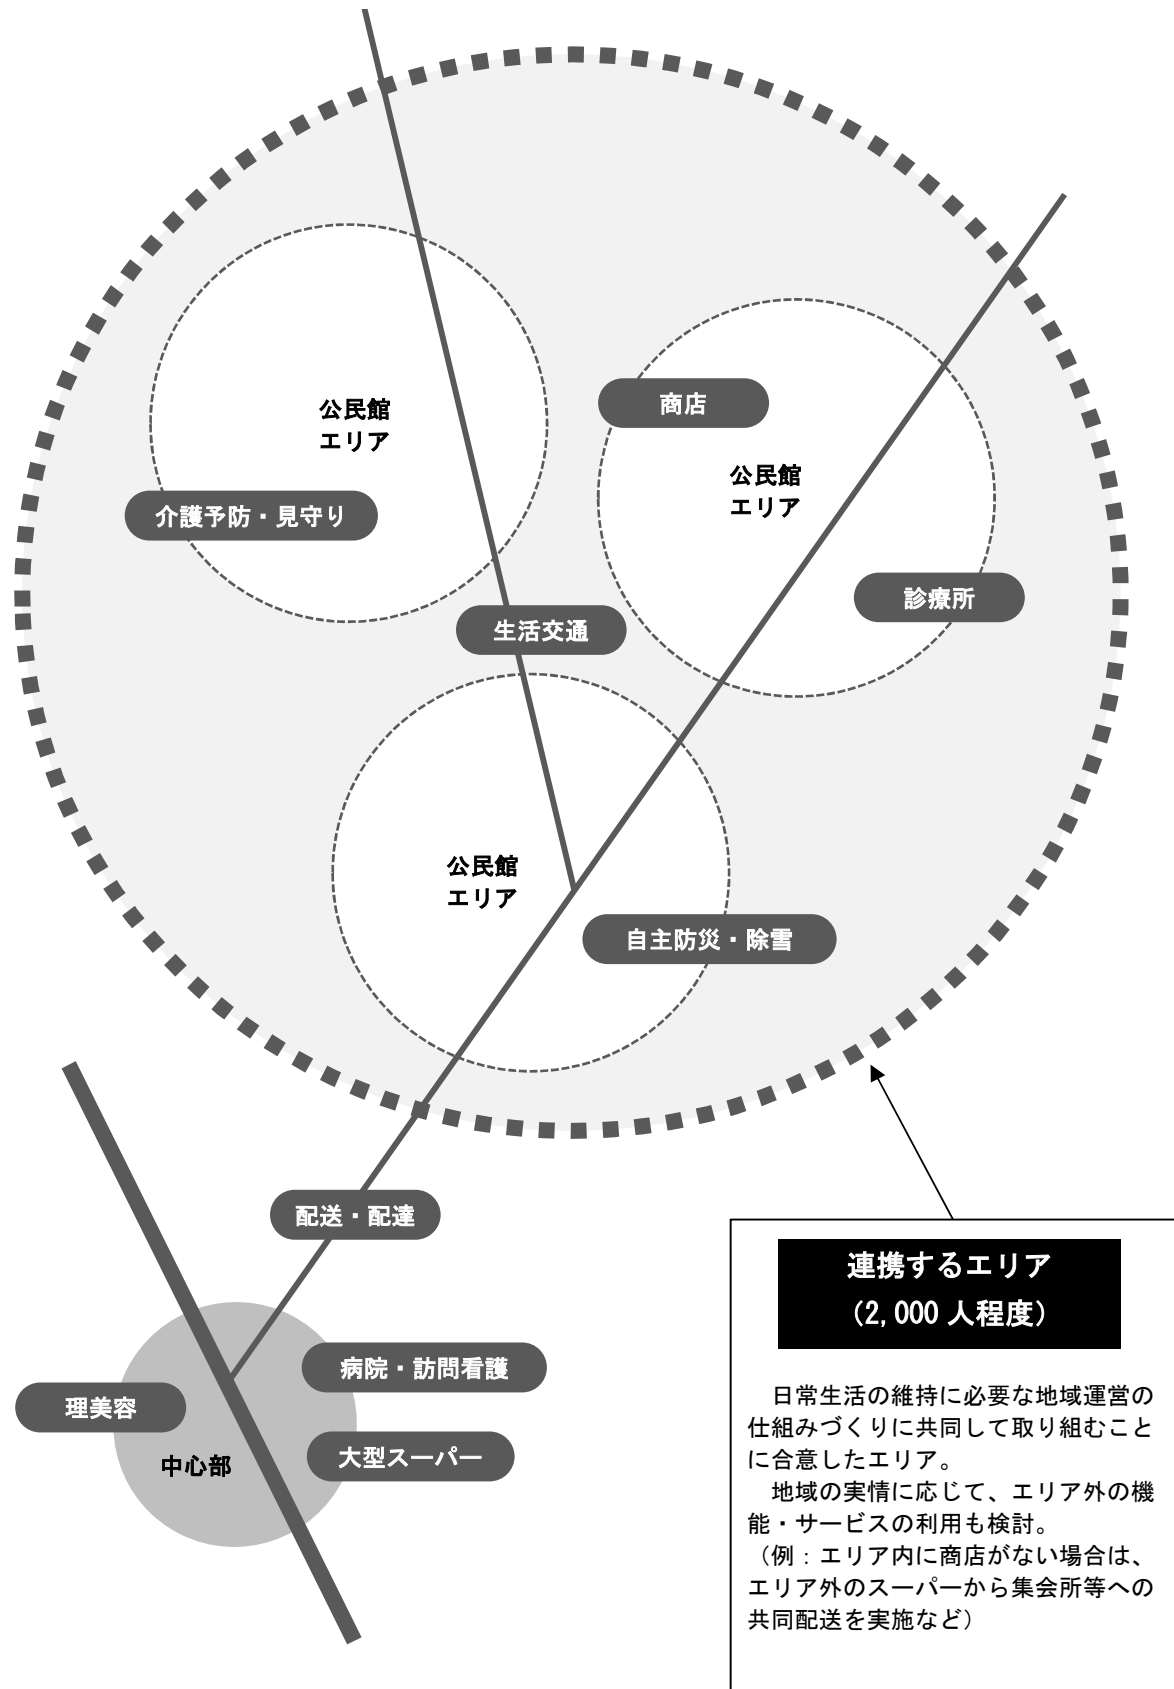 公民館
エリア
商店
公民館
エリア
介護予防・見守り
診療所
生活交通
公民館
エリア
自主防災・除雪
配送・配達
病院・訪問看護
理美容
大型スーパー
中心部
連携するエリア
（2,000 人程度）
　日常生活の維持に必要な地域運営の
仕組みづくりに共同して取り組むこと
に合意したエリア。
　地域の実情に応じて、エリア外の機
能・サービスの利用も検討。
（例：エリア内に商店がない場合は、
エリア外のスーパーから集会所等への
共同配送を実施など）